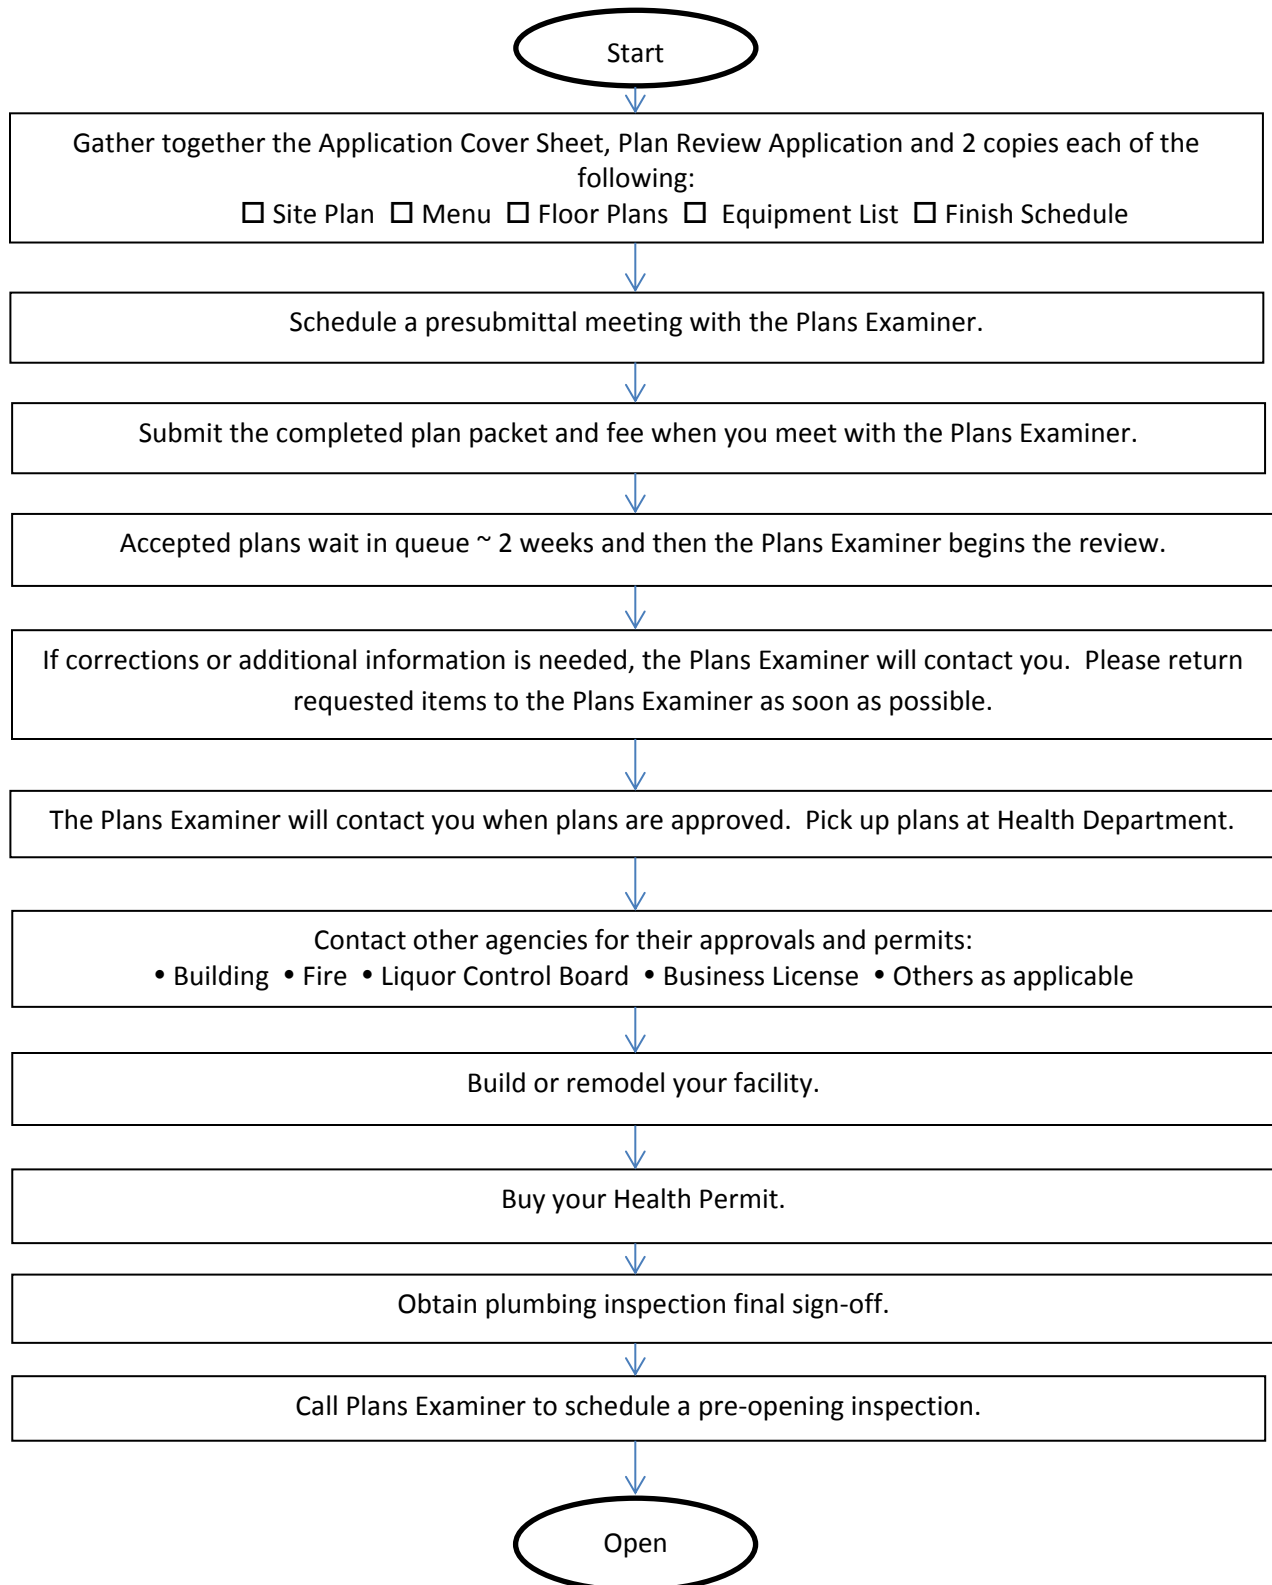 Start
Gather together the Application Cover Sheet, Plan Review Application and 2 copies each of the
following:
☐ Site Plan ☐ Menu ☐ Floor Plans ☐ Equipment List ☐ Finish Schedule
Schedule a presubmittal meeting with the Plans Examiner.
Submit the completed plan packet and fee when you meet with the Plans Examiner.
Accepted plans wait in queue ~ 2 weeks and then the Plans Examiner begins the review.
If corrections or additional information is needed, the Plans Examiner will contact you. Please return
requested items to the Plans Examiner as soon as possible.
The Plans Examiner will contact you when plans are approved. Pick up plans at Health Department.
Contact other agencies for their approvals and permits:
• Building • Fire • Liquor Control Board • Business License • Others as applicable
Build or remodel your facility.
Buy your Health Permit.
Obtain plumbing inspection final sign-off.
Call Plans Examiner to schedule a pre-opening inspection.
Open